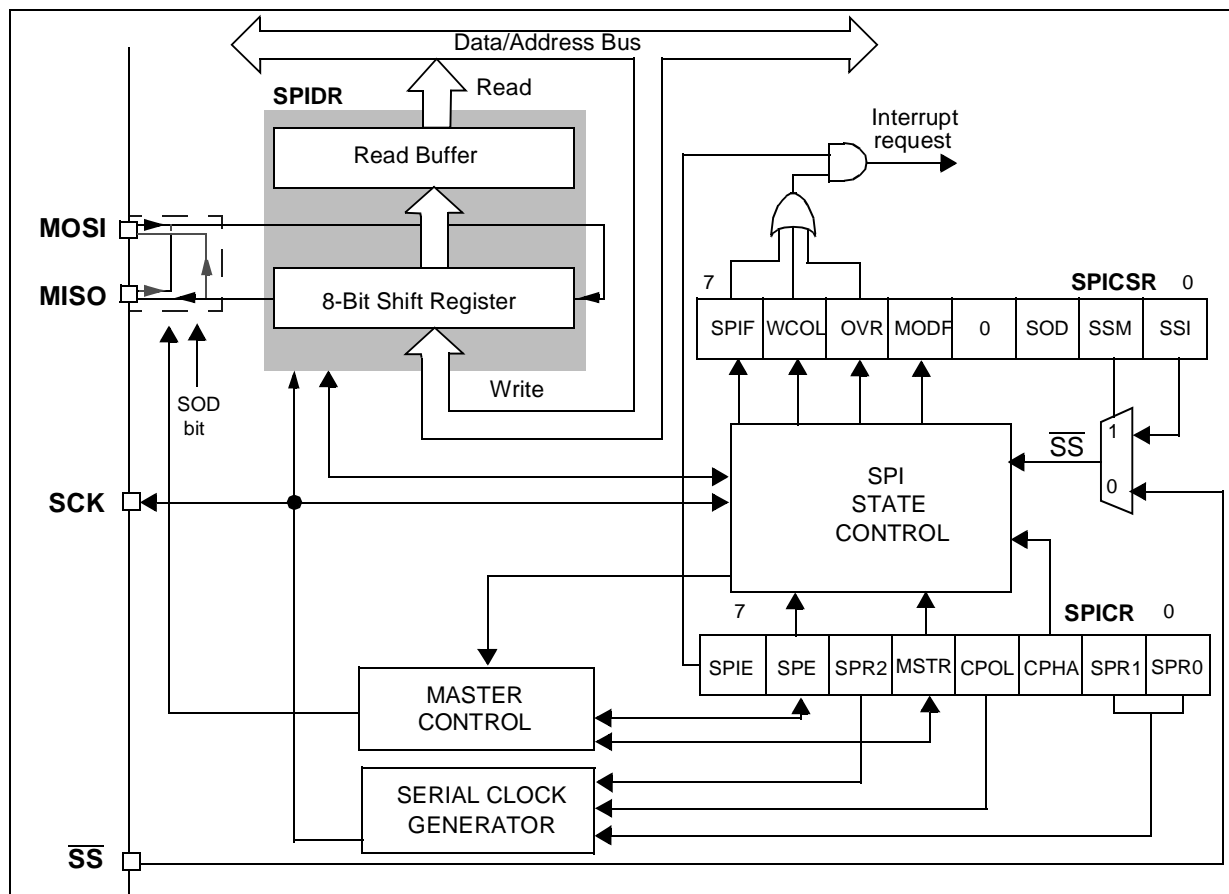 Data/Address Bus
Read
SPIDR
Interrupt
request
Read Buffer
MOSI
MISO
8-Bit Shift Register
7
SPICSR
0
SPIF
WCOL
OVR
MODF
0
SOD
SSM
SSI
Write
SOD
bit
1
SS
0
SCK
SPI
STATE
CONTROL
7
SPICR
0
SPIE
SPE
SPR2
MSTR
CPOL
CPHA
SPR1
SPR0
MASTER
CONTROL
SERIAL CLOCK
GENERATOR
SS